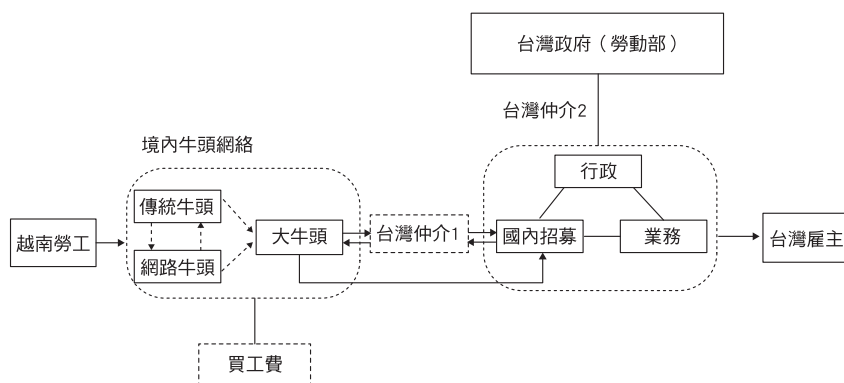 台灣政府（勞動部）
台灣仲介2
境內牛頭網絡
行政
傳統牛頭
越南勞工
大牛頭
台灣仲介1
國內招募
業務
台灣雇主
網路牛頭
買工費